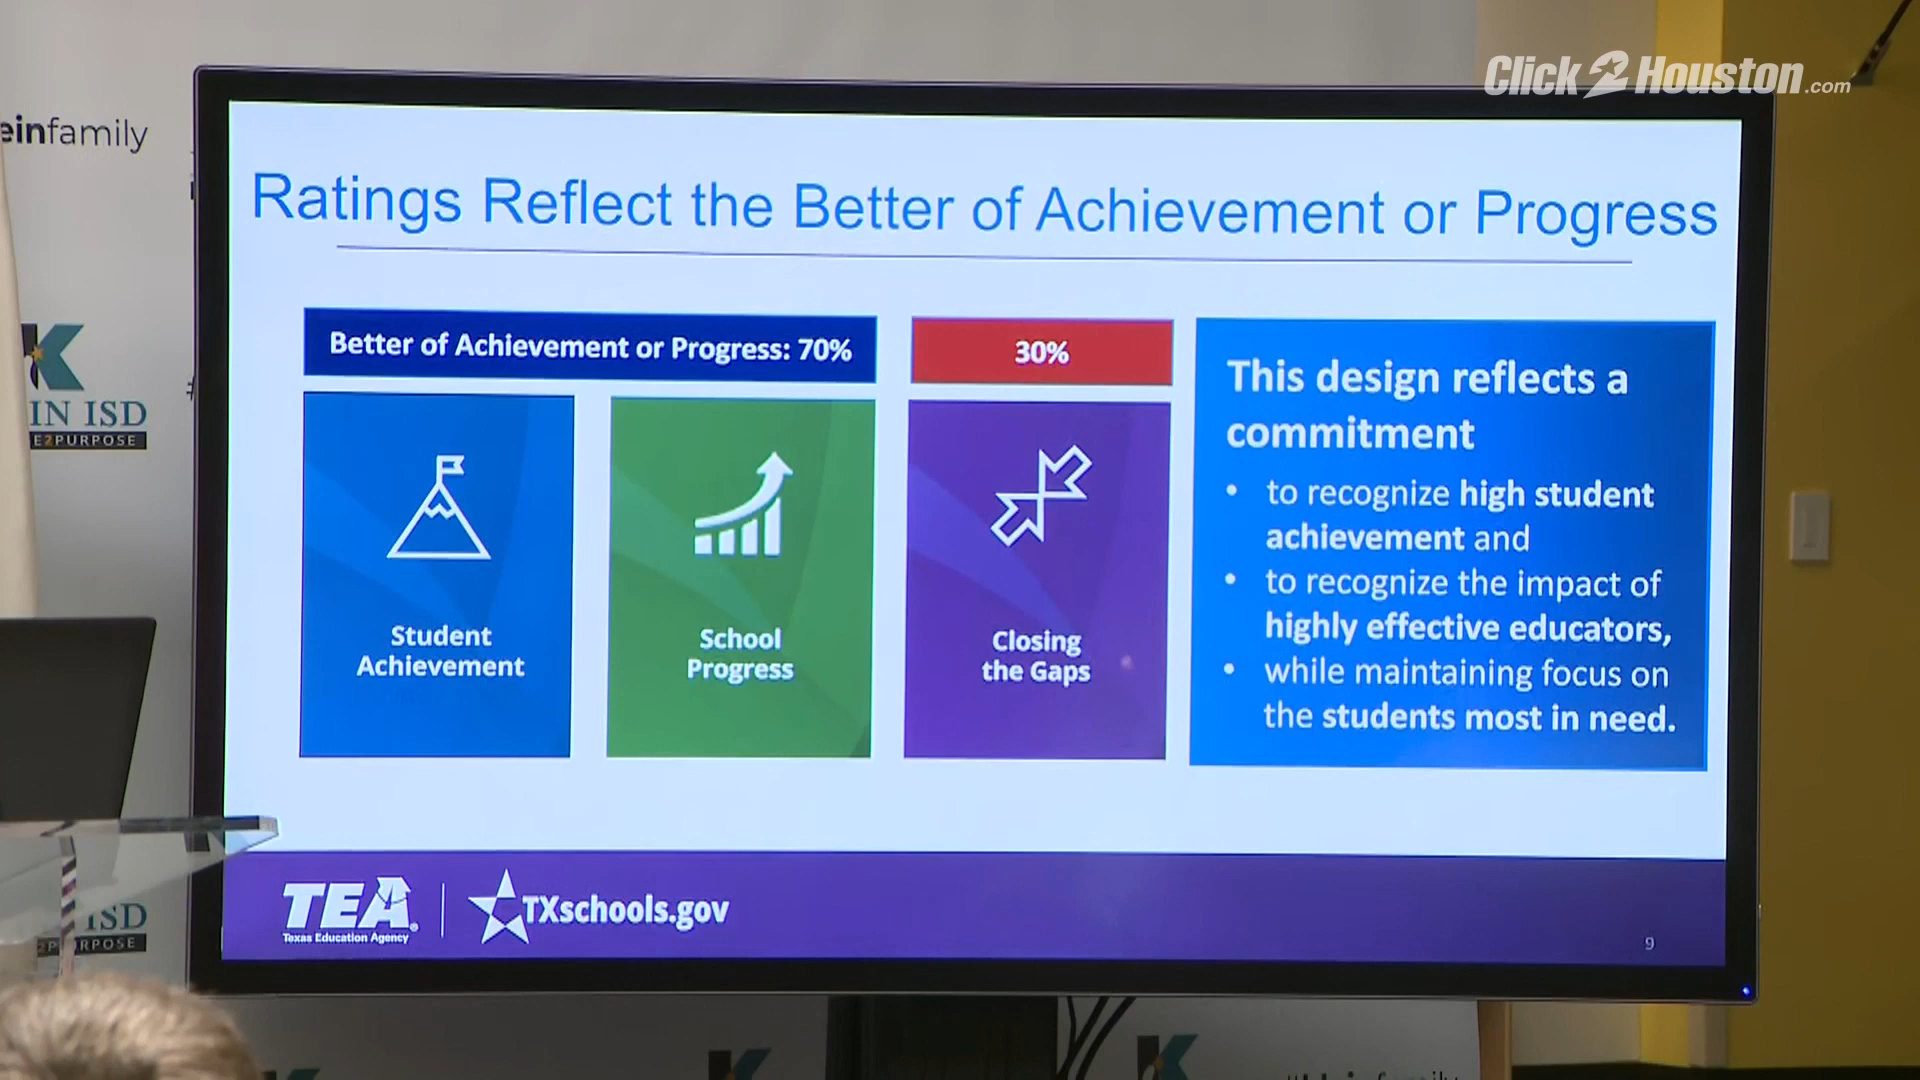 Click2Houston.com
einfamily
Ratings Reflect the Better of Achievement or Progress
Better of Achievement or Progress: 70%
30%
Student
Achievement
School
Progress
Closing
the Gaps
This design reflects a
commitment
• to recognize high student
achievement and
• to recognize the impact of
highly effective educators,
• while maintaining focus on
the students most in need.
K
IN ISD
E2PURPOSE
TEA
Texas Education Agency
TXschools.gov
9
ISD
2PURPOSE